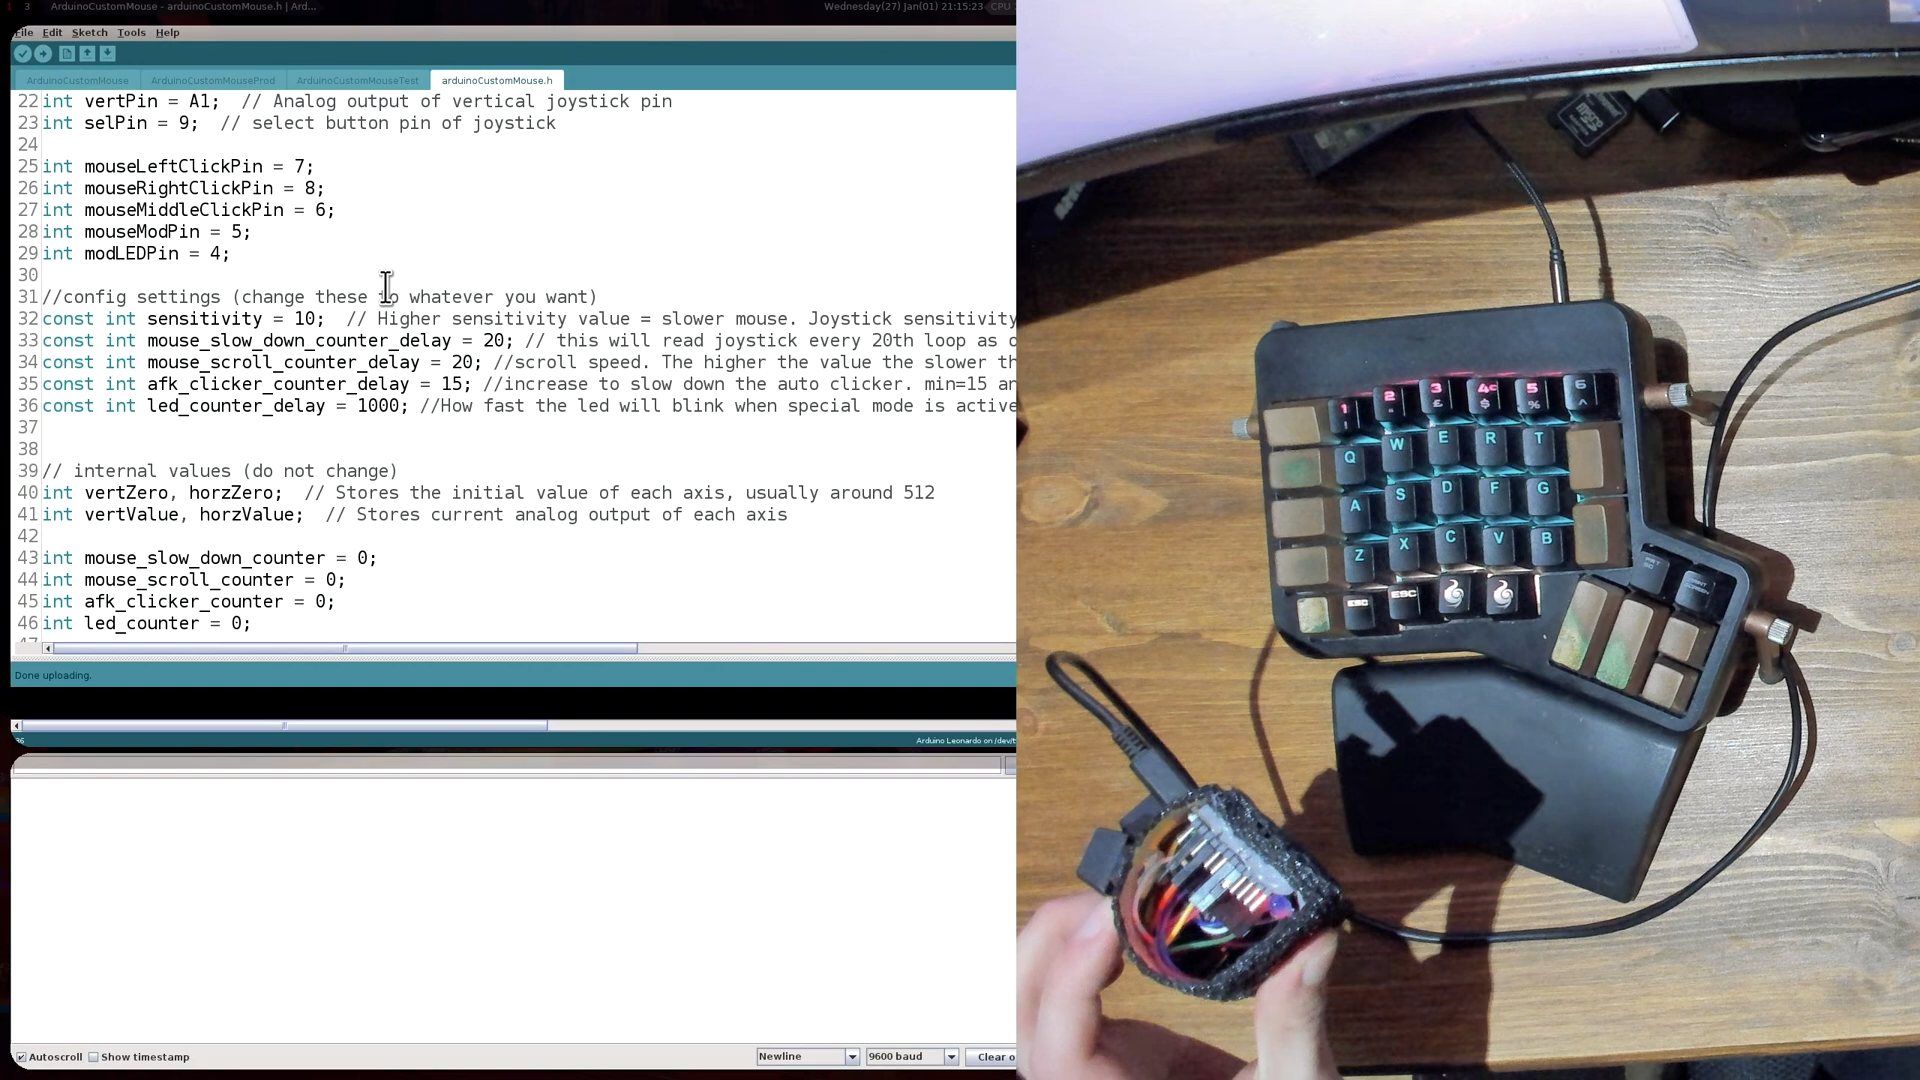 3 ArduinoCustomMouse - arduinoCustomMouse.h | Ard...
Wednesday(27) Jan(01) 21:15:23 CPU
File Edit Sketch Tools Help
ArduinoCustomMouse ArduinoCustomMouseProd ArduinoCustomMouseTest arduinoCustomMouse.h
22 int vertPin = A1;  // Analog output of vertical joystick pin
23 int selPin = 9;  // select button pin of joystick
24
25 int mouseLeftClickPin = 7;
26 int mouseRightClickPin = 8;
27 int mouseMiddleClickPin = 6;
28 int mouseModPin = 5;
29 int modLEDPin = 4;
30
31 //config settings (change these to whatever you want)
32 const int sensitivity = 10;  // Higher sensitivity value = slower mouse. Joystick sensitivity
33 const int mouse_slow_down_counter_delay = 20; // this will read joystick every 20th loop as
34 const int mouse_scroll_counter_delay = 20; //scroll speed. The higher the value the slower th
35 const int afk_clicker_counter_delay = 15; //increase to slow down the auto clicker. min=15 an
36 const int led_counter_delay = 1000; //How fast the led will blink when special mode is active
37
38
39 // internal values (do not change)
40 int vertZero, horzZero;  // Stores the initial value of each axis, usually around 512
41 int vertValue, horzValue;  // Stores current analog output of each axis
42
43 int mouse_slow_down_counter = 0;
44 int mouse_scroll_counter = 0;
45 int afk_clicker_counter = 0;
46 int led_counter = 0;
Done uploading.
36 Arduino Leonardo on /dev/t
Autoscroll Show timestamp Newline 9600 baud Clear o
1 2 3 4 5 6
! " £ $ % ^
Q W E R T
A S D F G
Z X C V B
ESC ESC